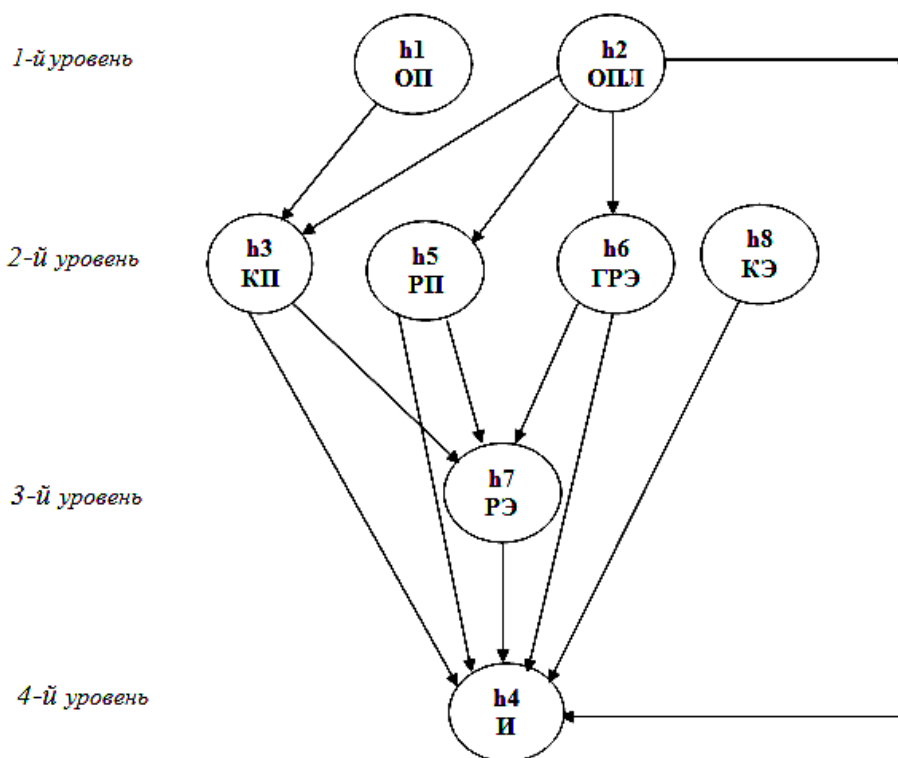 1-й уровень
h1
ОП
h2
ОПЛ
2-й уровень
h3
КП
h5
РП
h6
ГРЭ
h8
КЭ
3-й уровень
h7
РЭ
4-й уровень
h4
И